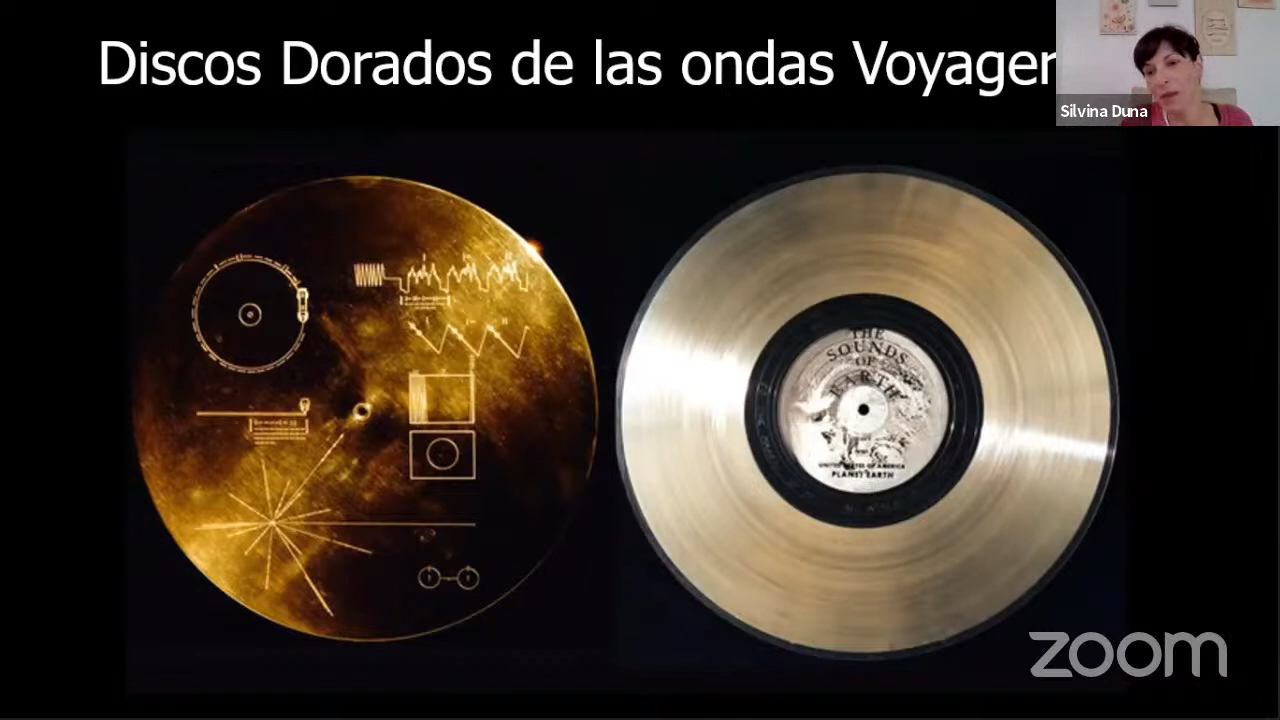 Discos Dorados de las ondas Voyager
Silvina Duna
THE
SOUNDS
OF
EARTH
UNITED STATES OF AMERICA
PLANET EARTH
zoom